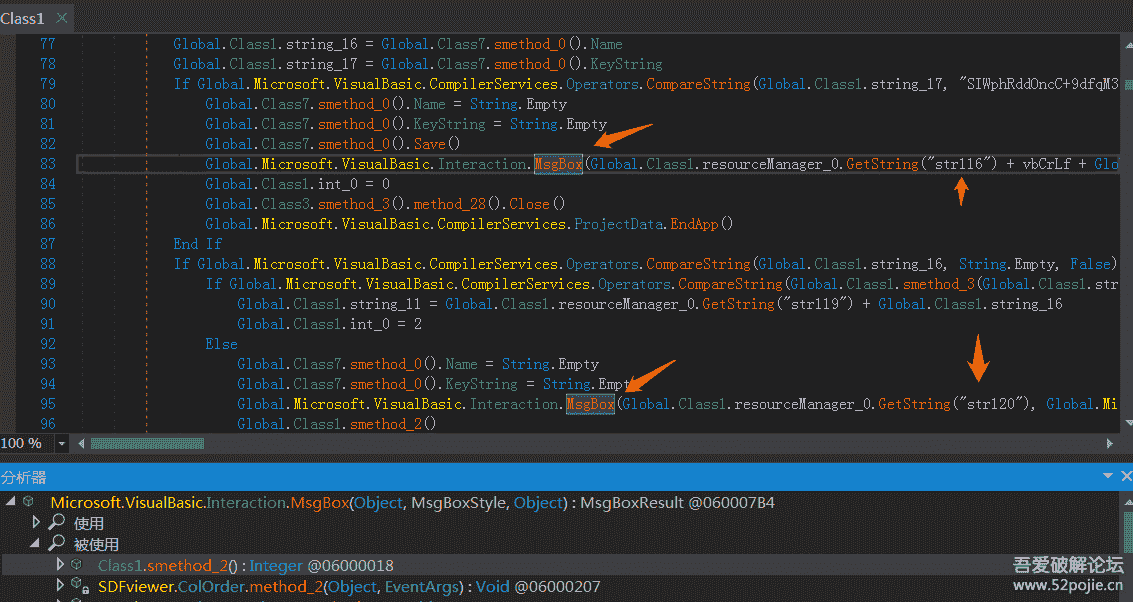 Class1
77 Global.Class1.string_16 = Global.Class7.smethod_0().Name
78 Global.Class1.string_17 = Global.Class7.smethod_0().KeyString
79 If Global.Microsoft.VisualBasic.CompilerServices.Operators.CompareString(Global.Class1.string_17, "SIWphRddOncC+9dfqM3
80 Global.Class7.smethod_0().Name = String.Empty
81 Global.Class7.smethod_0().KeyString = String.Empty
82 Global.Class7.smethod_0().Save()
83 Global.Microsoft.VisualBasic.Interaction.MsgBox(Global.Class1.resourceManager_0.GetString("str116") + vbCrLf + Glo
84 Global.Class1.int_0 = 0
85 Global.Class3.smethod_3().method_28().Close()
86 Global.Microsoft.VisualBasic.CompilerServices.ProjectData.EndApp()
87 End If
88 If Global.Microsoft.VisualBasic.CompilerServices.Operators.CompareString(Global.Class1.string_16, String.Empty, False)
89 If Global.Microsoft.VisualBasic.CompilerServices.Operators.CompareString(Global.Class1.smethod_3(Global.Class1.str
90 Global.Class1.string_11 = Global.Class1.resourceManager_0.GetString("str119") + Global.Class1.string_16
91 Global.Class1.int_0 = 2
92 Else
93 Global.Class7.smethod_0().Name = String.Empty
94 Global.Class7.smethod_0().KeyString = String.Empt
95 Global.Microsoft.VisualBasic.Interaction.MsgBox(Global.Class1.resourceManager_0.GetString("str120"), Global.Mi
96 Global.Class1.smethod_2()
100 %
分析器
Microsoft.VisualBasic.Interaction.MsgBox(Object, MsgBoxStyle, Object) : MsgBoxResult @060007B4
使用
被使用
Class1.smethod_2() : Integer @06000018
SDFviewer.ColOrder.method_2(Object, EventArgs) : Void @06000207
吾爱破解论坛
www.52pojie.cn